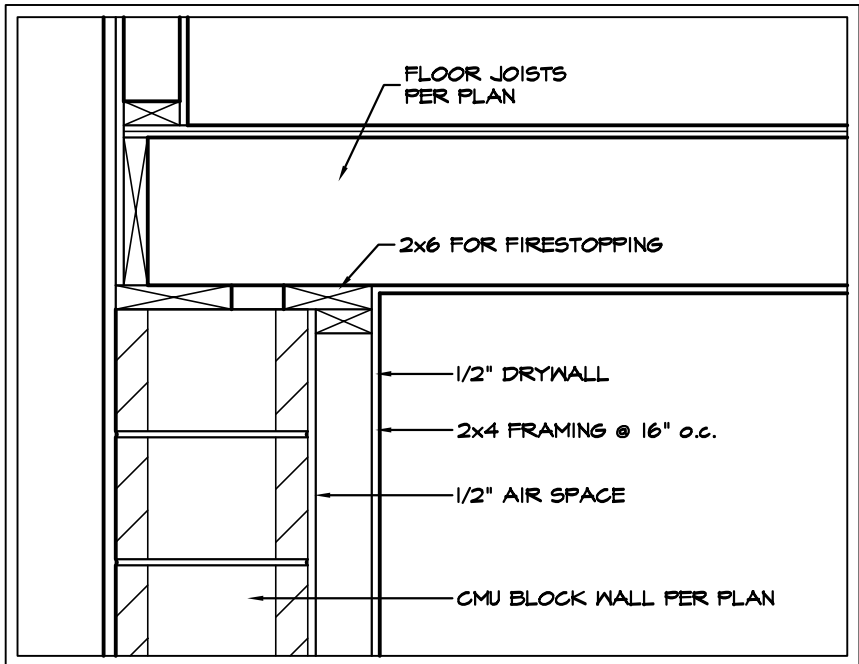 FLOOR JOISTS
PER PLAN
2x6 FOR FIRESTOPPING
1/2" DRYWALL
2x4 FRAMING @ 16" o.c.
1/2" AIR SPACE
CMU BLOCK WALL PER PLAN